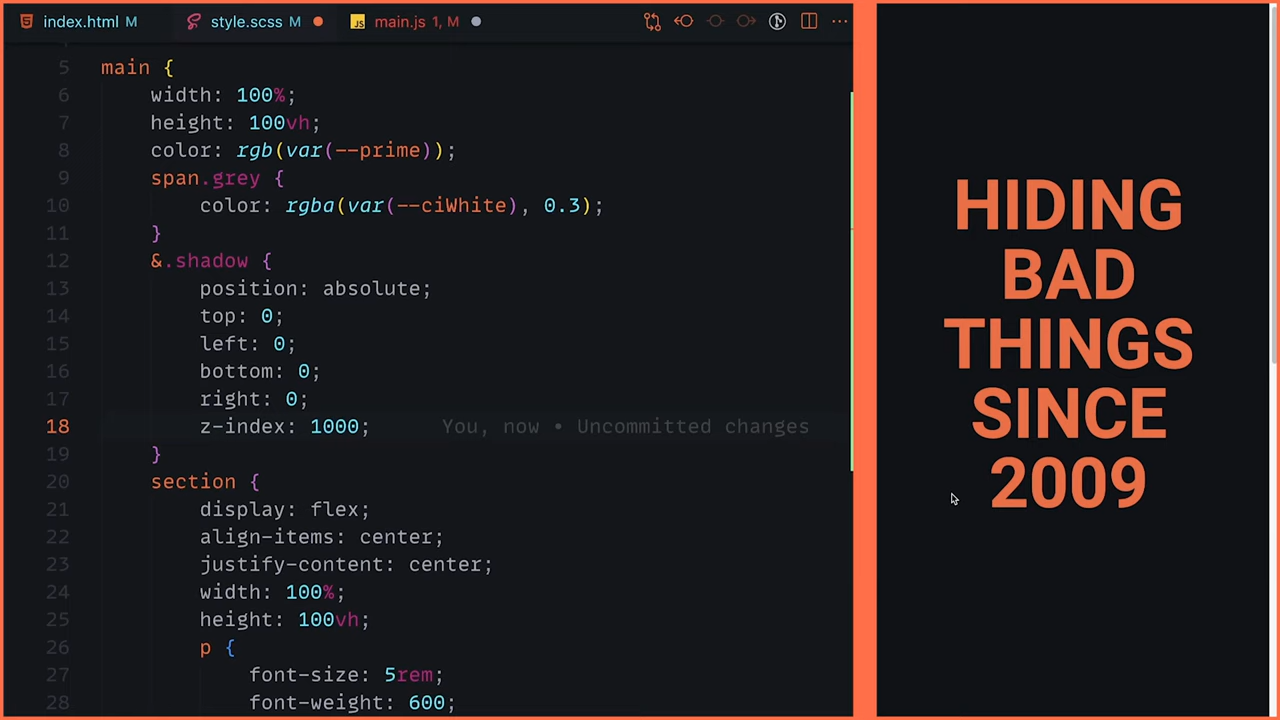 index.html M
style.scss M
JS main.js 1, M
5 main {
6 width: 100%;
7 height: 100vh;
8 color: rgb(var(--prime));
9 span.grey {
10 color: rgba(var(--ciWhite), 0.3);
11 }
12 &.shadow {
13 position: absolute;
14 top: 0;
15 left: 0;
16 bottom: 0;
17 right: 0;
18 z-index: 1000; You, now • Uncommitted changes
19 }
20 section {
21 display: flex;
22 align-items: center;
23 justify-content: center;
24 width: 100%;
25 height: 100vh;
26 p {
27 font-size: 5rem;
28 font-weight: 600;
HIDING
BAD
THINGS
SINCE
2009